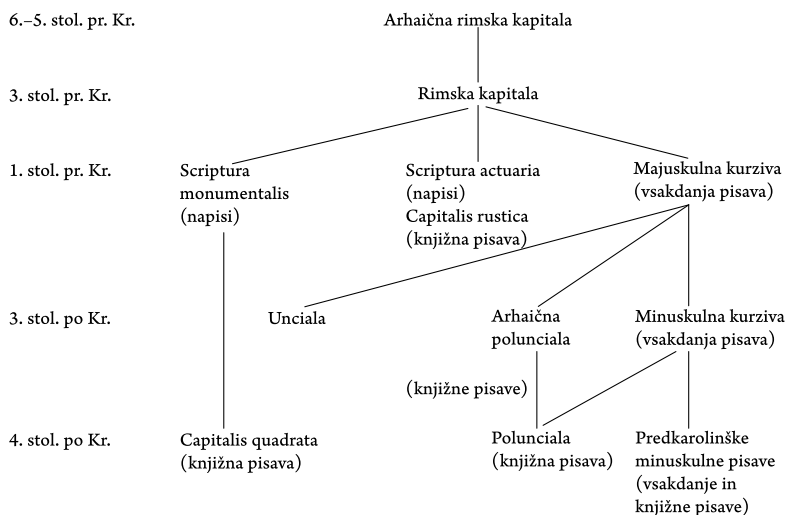 6.–5. stol. pr. Kr.
Arhaična rimska kapitala
3. stol. pr. Kr.
Rimska kapitala
1. stol. pr. Kr.
Scriptura
monumentalis
(napisi)
Scriptura actuaria
(napisi)
Capitalis rustica
(knjižna pisava)
Majuskulna kurziva
(vsakdanja pisava)
3. stol. po Kr.
Unciala
Arhaična
polunciala
Minuskulna kurziva
(vsakdanja pisava)
(knjižne pisave)
4. stol. po Kr.
Capitalis quadrata
(knjižna pisava)
Polunciala
(knjižna pisava)
Predkarolinške
minuskulne pisave
(vsakdanje in
knjižne pisave)